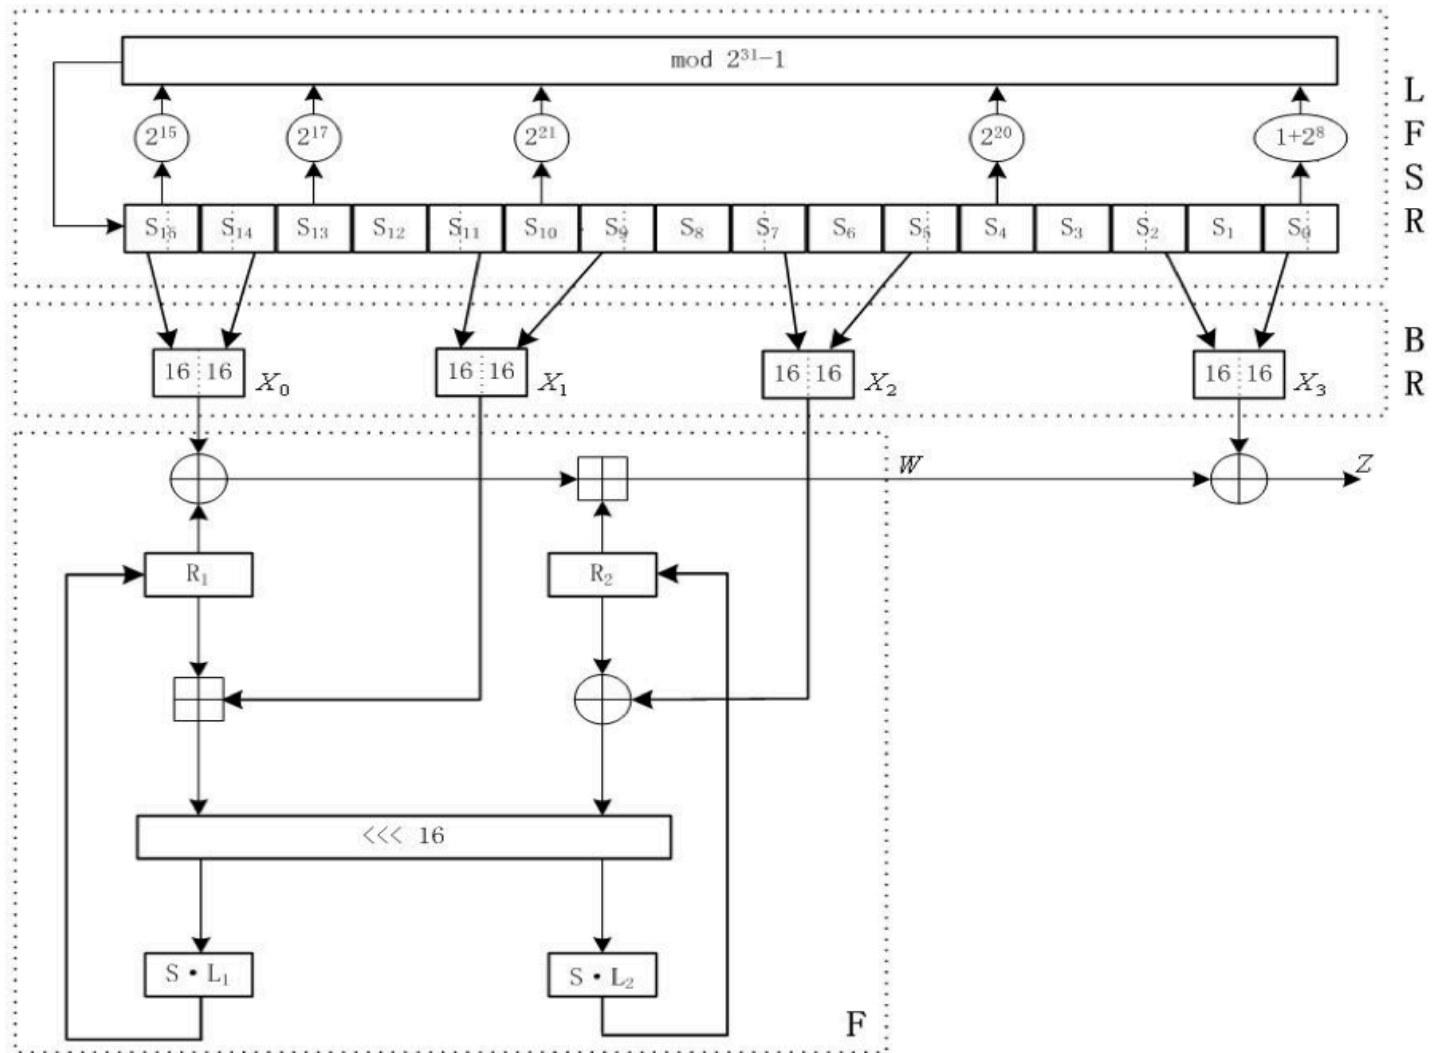 mod 2³¹−1
L
F
S
R
2¹⁵ 2¹⁷ 2²¹ 2²⁰ 1+2⁸
S₁₅ S₁₄ S₁₃ S₁₂ S₁₁ S₁₀ S₉ S₈ S₇ S₆ S₅ S₄ S₃ S₂ S₁ S₀
B
R
16 16 X₀ 16 16 X₁ 16 16 X₂ 16 16 X₃
W Z
R₁ R₂
<<< 16
S・L₁ S・L₂
F